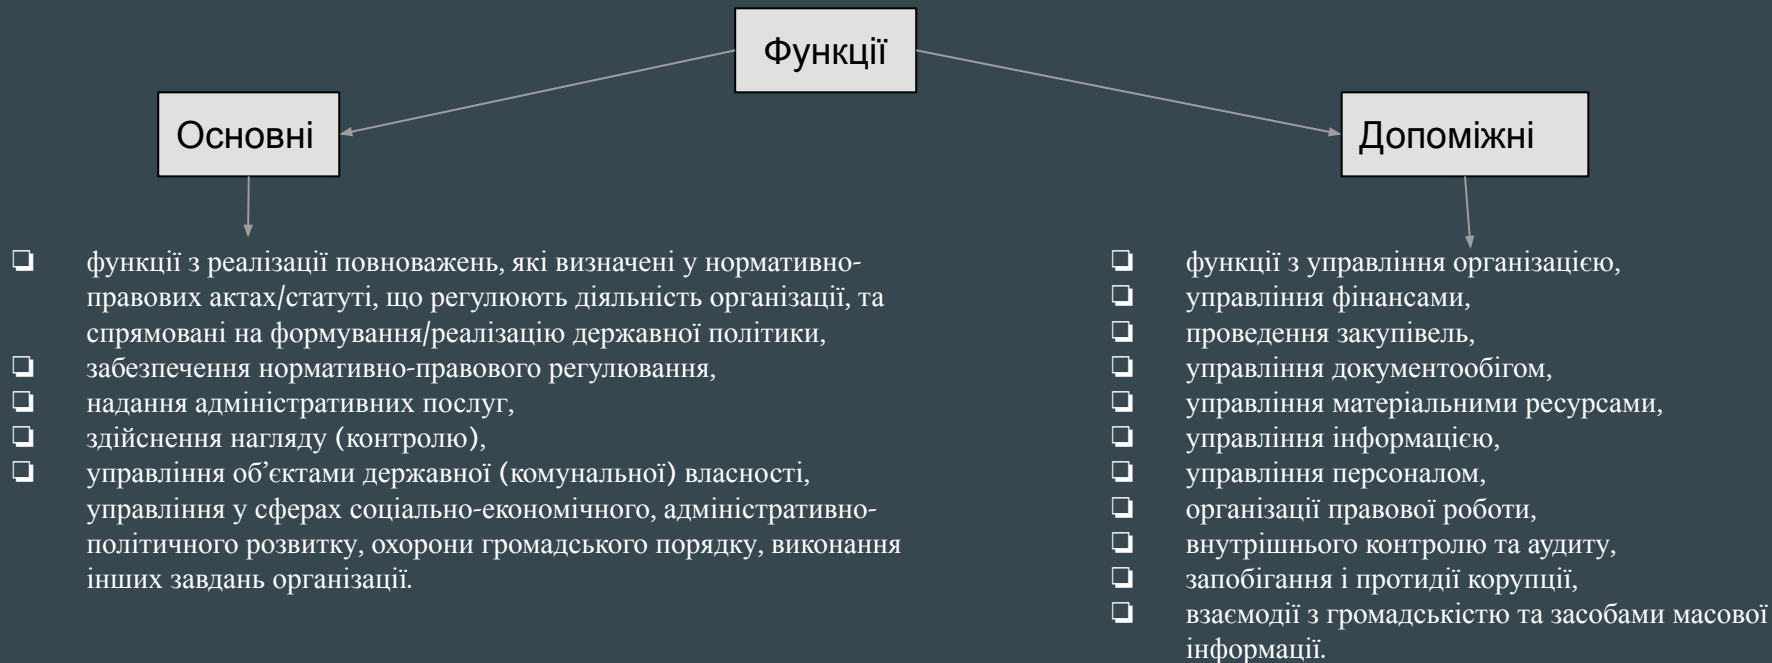 Функції
Основні
Допоміжні
❏ функції з реалізації повноважень, які визначені у нормативно-
правових актах/статуті, що регулюють діяльність організації, та
спрямовані на формування/реалізацію державної політики,
❏ забезпечення нормативно-правового регулювання,
❏ надання адміністративних послуг,
❏ здійснення нагляду (контролю),
❏ управління об’єктами державної (комунальної) власності,
управління у сферах соціально-економічного, адміністративно-
політичного розвитку, охорони громадського порядку, виконання
інших завдань організації.
❏ функції з управління організацією,
❏ управління фінансами,
❏ проведення закупівель,
❏ управління документообігом,
❏ управління матеріальними ресурсами,
❏ управління інформацією,
❏ управління персоналом,
❏ організації правової роботи,
❏ внутрішнього контролю та аудиту,
❏ запобігання і протидії корупції,
❏ взаємодії з громадськістю та засобами масової
інформації.